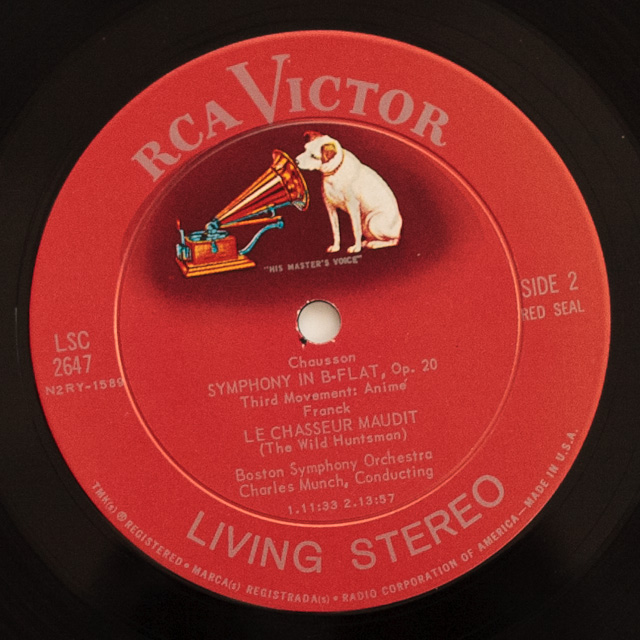 RCA VICTOR
"HIS MASTER'S VOICE"
SIDE 2
RED SEAL
LSC
2647
N2RY-1589
Chausson
SYMPHONY IN B-FLAT, Op. 20
Third Movement: Animé
Franck
LE CHASSEUR MAUDIT
(The Wild Huntsman)
Boston Symphony Orchestra
Charles Munch, Conducting
1.11:33 2.13:57
LIVING STEREO
TMK(s) ® REGISTERED • MARCA(s) REGISTRADA(s) • RADIO CORPORATION OF AMERICA—MADE IN U.S.A.